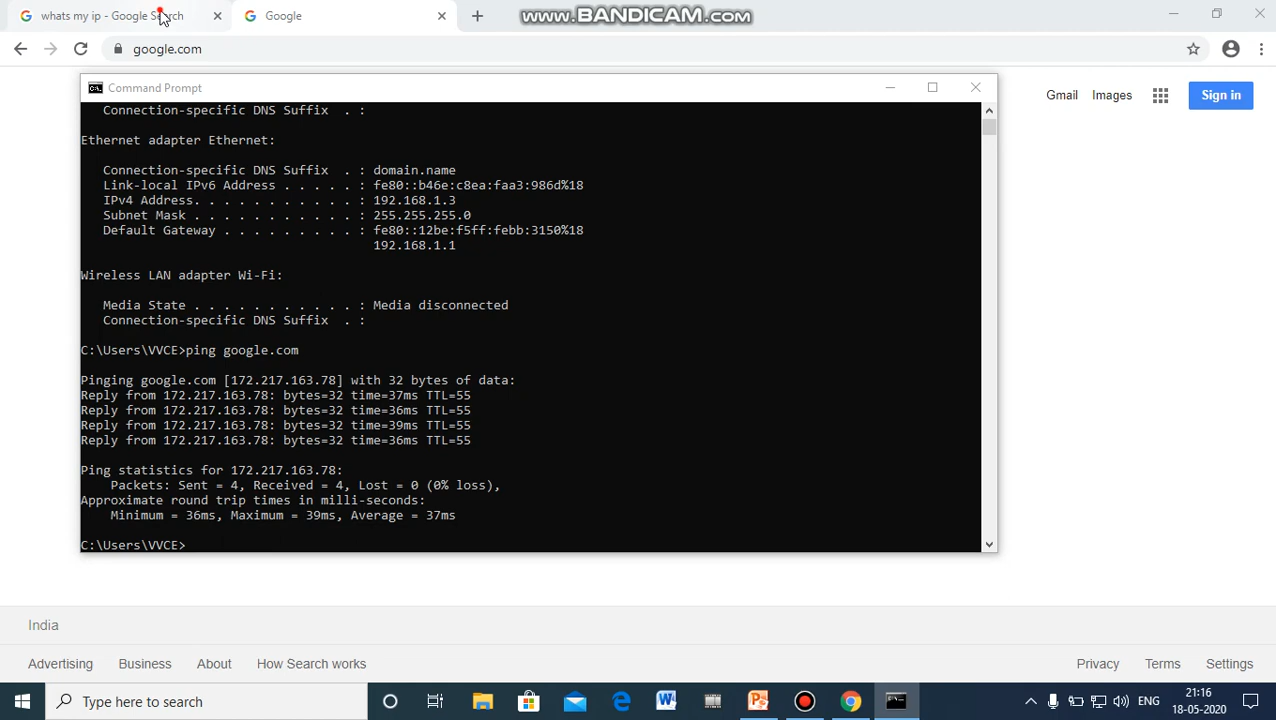 whats my ip - Google Search
Google
www.BANDICAM.com
google.com
Gmail Images Sign in
Command Prompt
Connection-specific DNS Suffix . :
Ethernet adapter Ethernet:
Connection-specific DNS Suffix . : domain.name
Link-local IPv6 Address . . . . . : fe80::b46e:c8ea:faa3:986d%18
IPv4 Address. . . . . . . . . . . : 192.168.1.3
Subnet Mask . . . . . . . . . . . : 255.255.255.0
Default Gateway . . . . . . . . . : fe80::12be:f5ff:febb:3150%18
192.168.1.1
Wireless LAN adapter Wi-Fi:
Media State . . . . . . . . . . . : Media disconnected
Connection-specific DNS Suffix . :
C:\Users\VVCE>ping google.com
Pinging google.com [172.217.163.78] with 32 bytes of data:
Reply from 172.217.163.78: bytes=32 time=37ms TTL=55
Reply from 172.217.163.78: bytes=32 time=36ms TTL=55
Reply from 172.217.163.78: bytes=32 time=39ms TTL=55
Reply from 172.217.163.78: bytes=32 time=36ms TTL=55
Ping statistics for 172.217.163.78:
Packets: Sent = 4, Received = 4, Lost = 0 (0% loss),
Approximate round trip times in milli-seconds:
Minimum = 36ms, Maximum = 39ms, Average = 37ms
C:\Users\VVCE>
India
Advertising Business About How Search works Privacy Terms Settings
Type here to search
ENG
21:16
18-05-2020